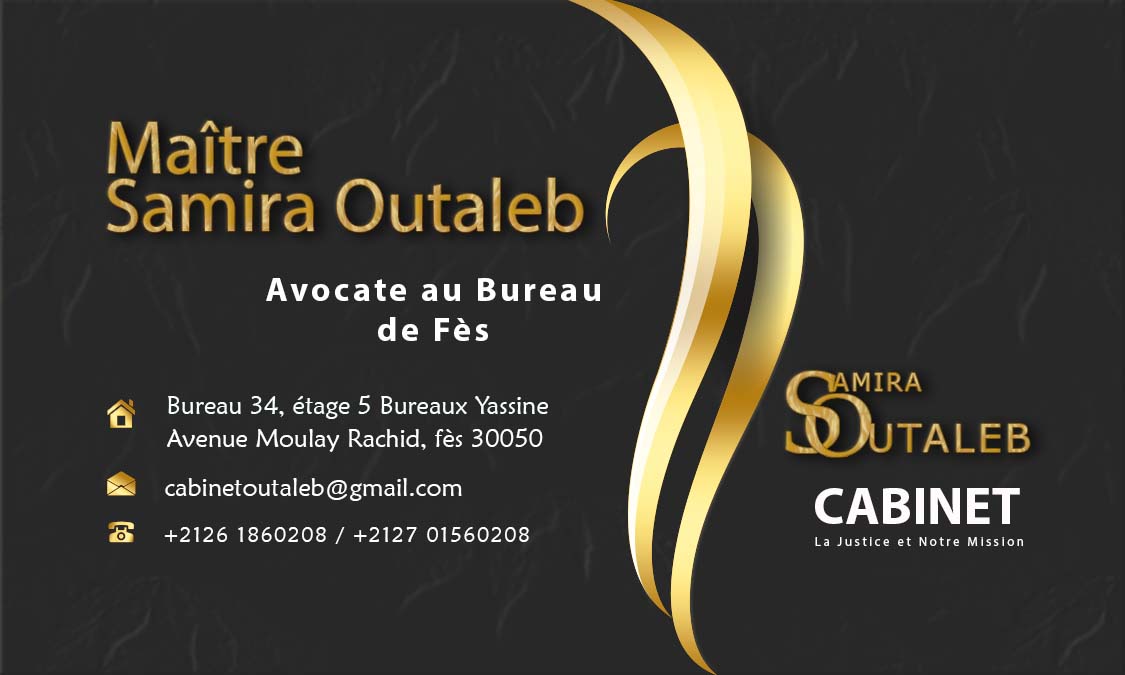 Maître
Samira Outaleb
Avocate au Bureau
de Fès
Bureau 34, étage 5 Bureaux Yassine
Avenue Moulay Rachid, fès 30050
cabinetoutaleb@gmail.com
+2126 1860208 / +2127 01560208
SAMIRA
OUTALEB
CABINET
La Justice et Notre Mission